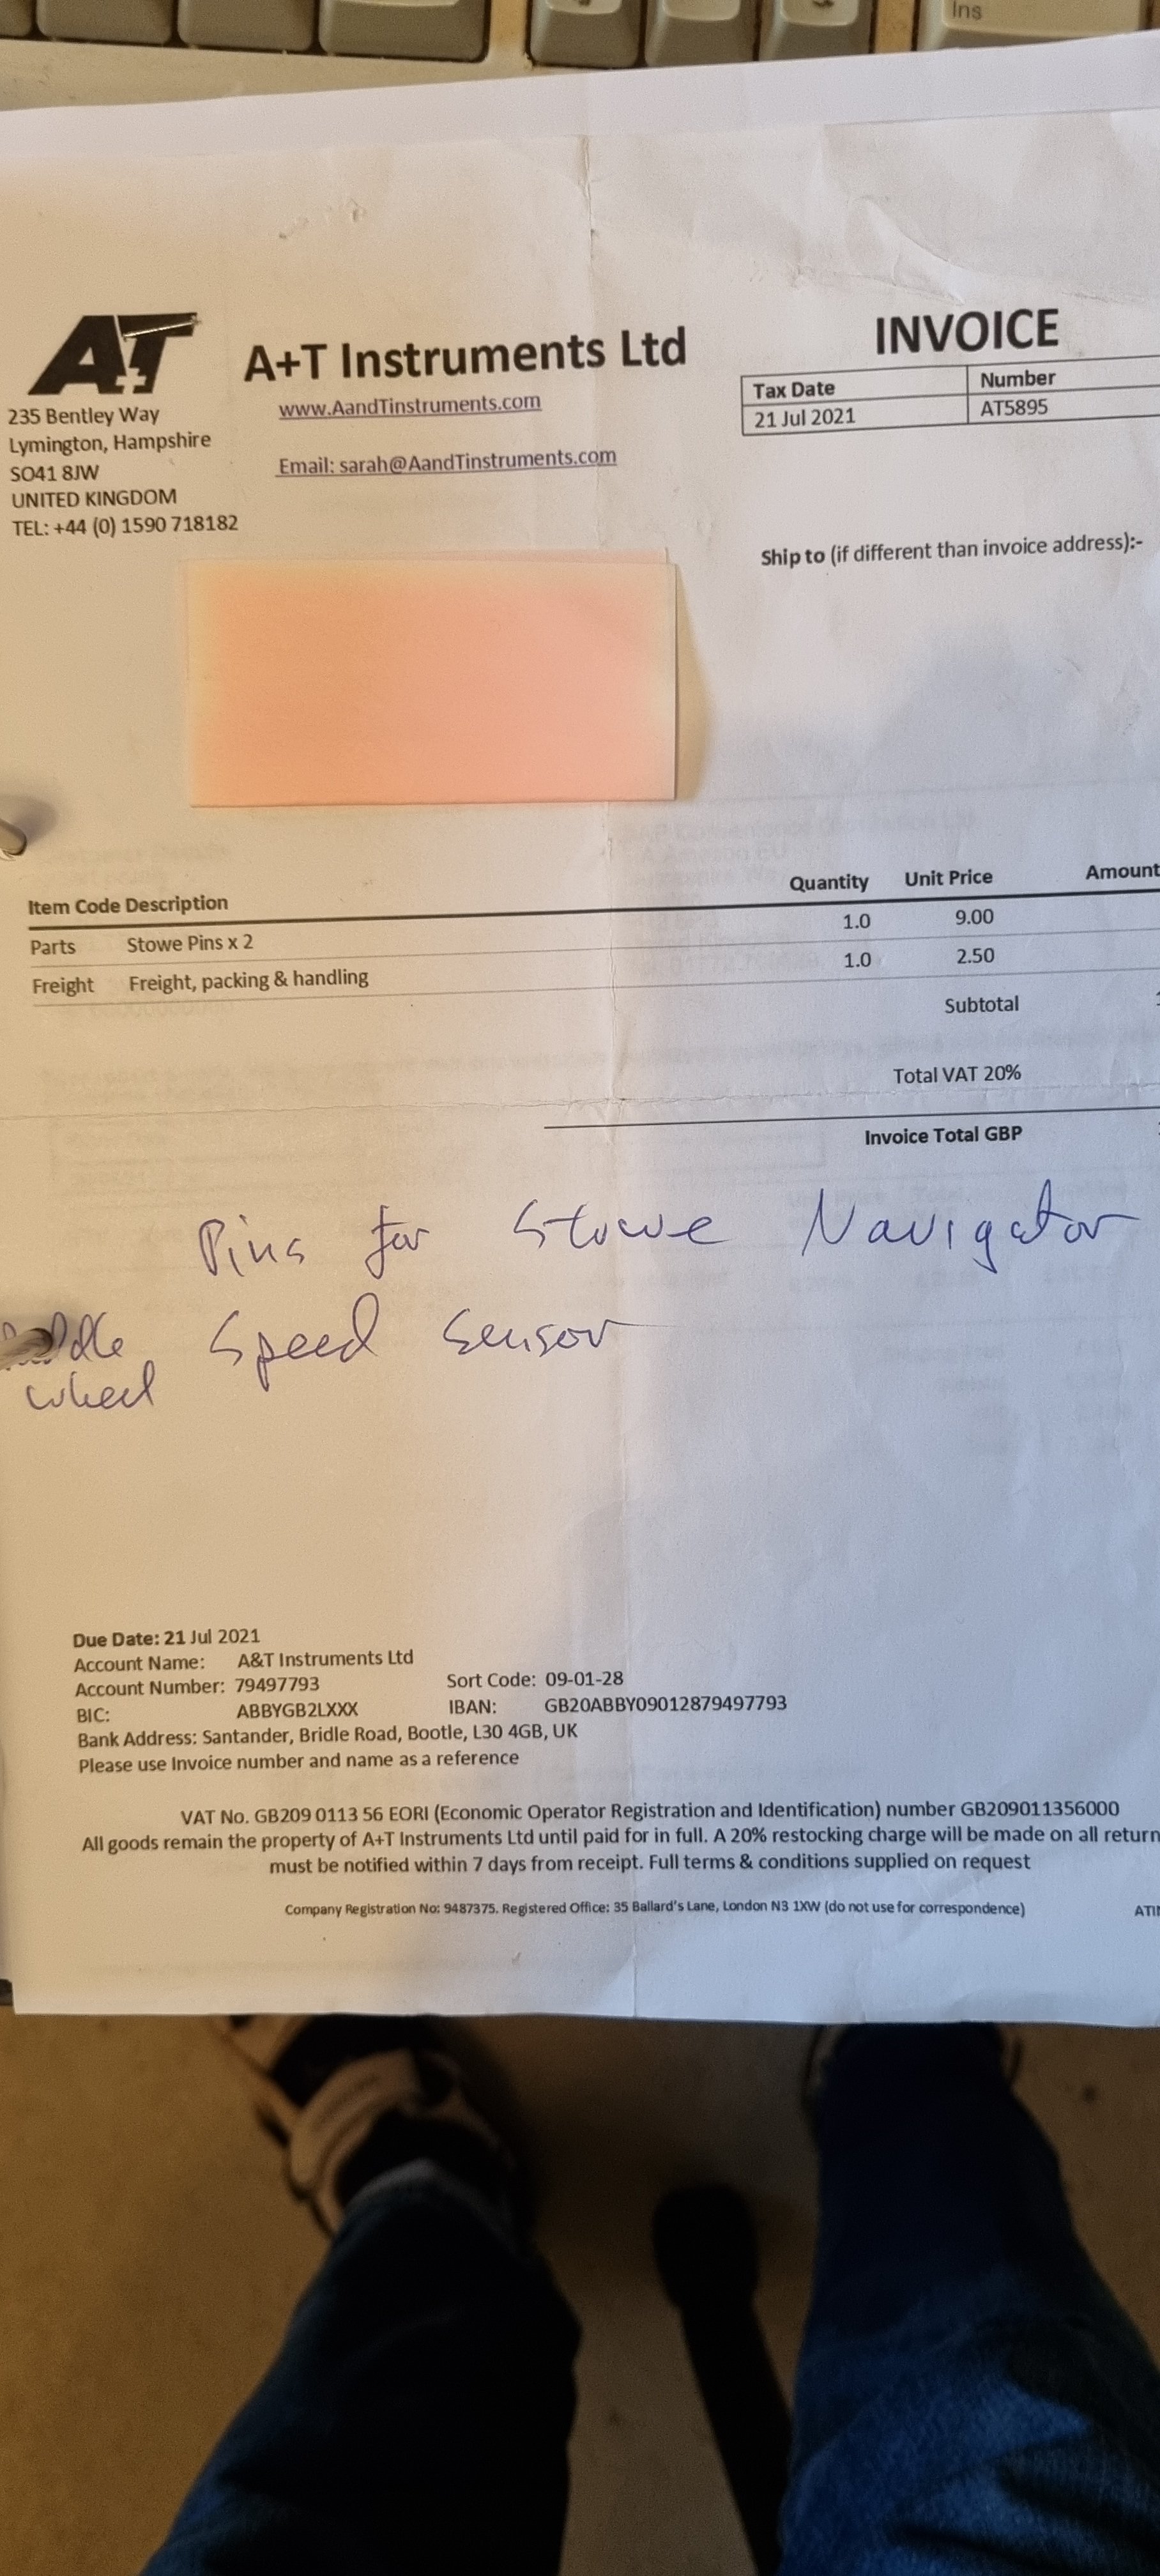 Ins
AT
A+T Instruments Ltd
INVOICE
www.AandTinstruments.com
Email: sarah@AandTinstruments.com
Tax Date Number
21 Jul 2021 AT5895
235 Bentley Way
Lymington, Hampshire
SO41 8JW
UNITED KINGDOM
TEL: +44 (0) 1590 718182
Ship to (if different than invoice address):-
Item Code Description Quantity Unit Price Amount
Parts Stowe Pins x 2 1.0 9.00
Freight Freight, packing & handling 1.0 2.50
Subtotal
Total VAT 20%
Invoice Total GBP
Pins for Stowe Navigator
Speed Sensor
wheel
Due Date: 21 Jul 2021
Account Name: A&T Instruments Ltd
Account Number: 79497793 Sort Code: 09-01-28
BIC: ABBYGB2LXXX IBAN: GB20ABBY09012879497793
Bank Address: Santander, Bridle Road, Bootle, L30 4GB, UK
Please use Invoice number and name as a reference
VAT No. GB209 0113 56 EORI (Economic Operator Registration and Identification) number GB209011356000
All goods remain the property of A+T Instruments Ltd until paid for in full. A 20% restocking charge will be made on all return
must be notified within 7 days from receipt. Full terms & conditions supplied on request
Company Registration No: 9487375. Registered Office: 35 Ballard's Lane, London N3 1XW (do not use for correspondence)